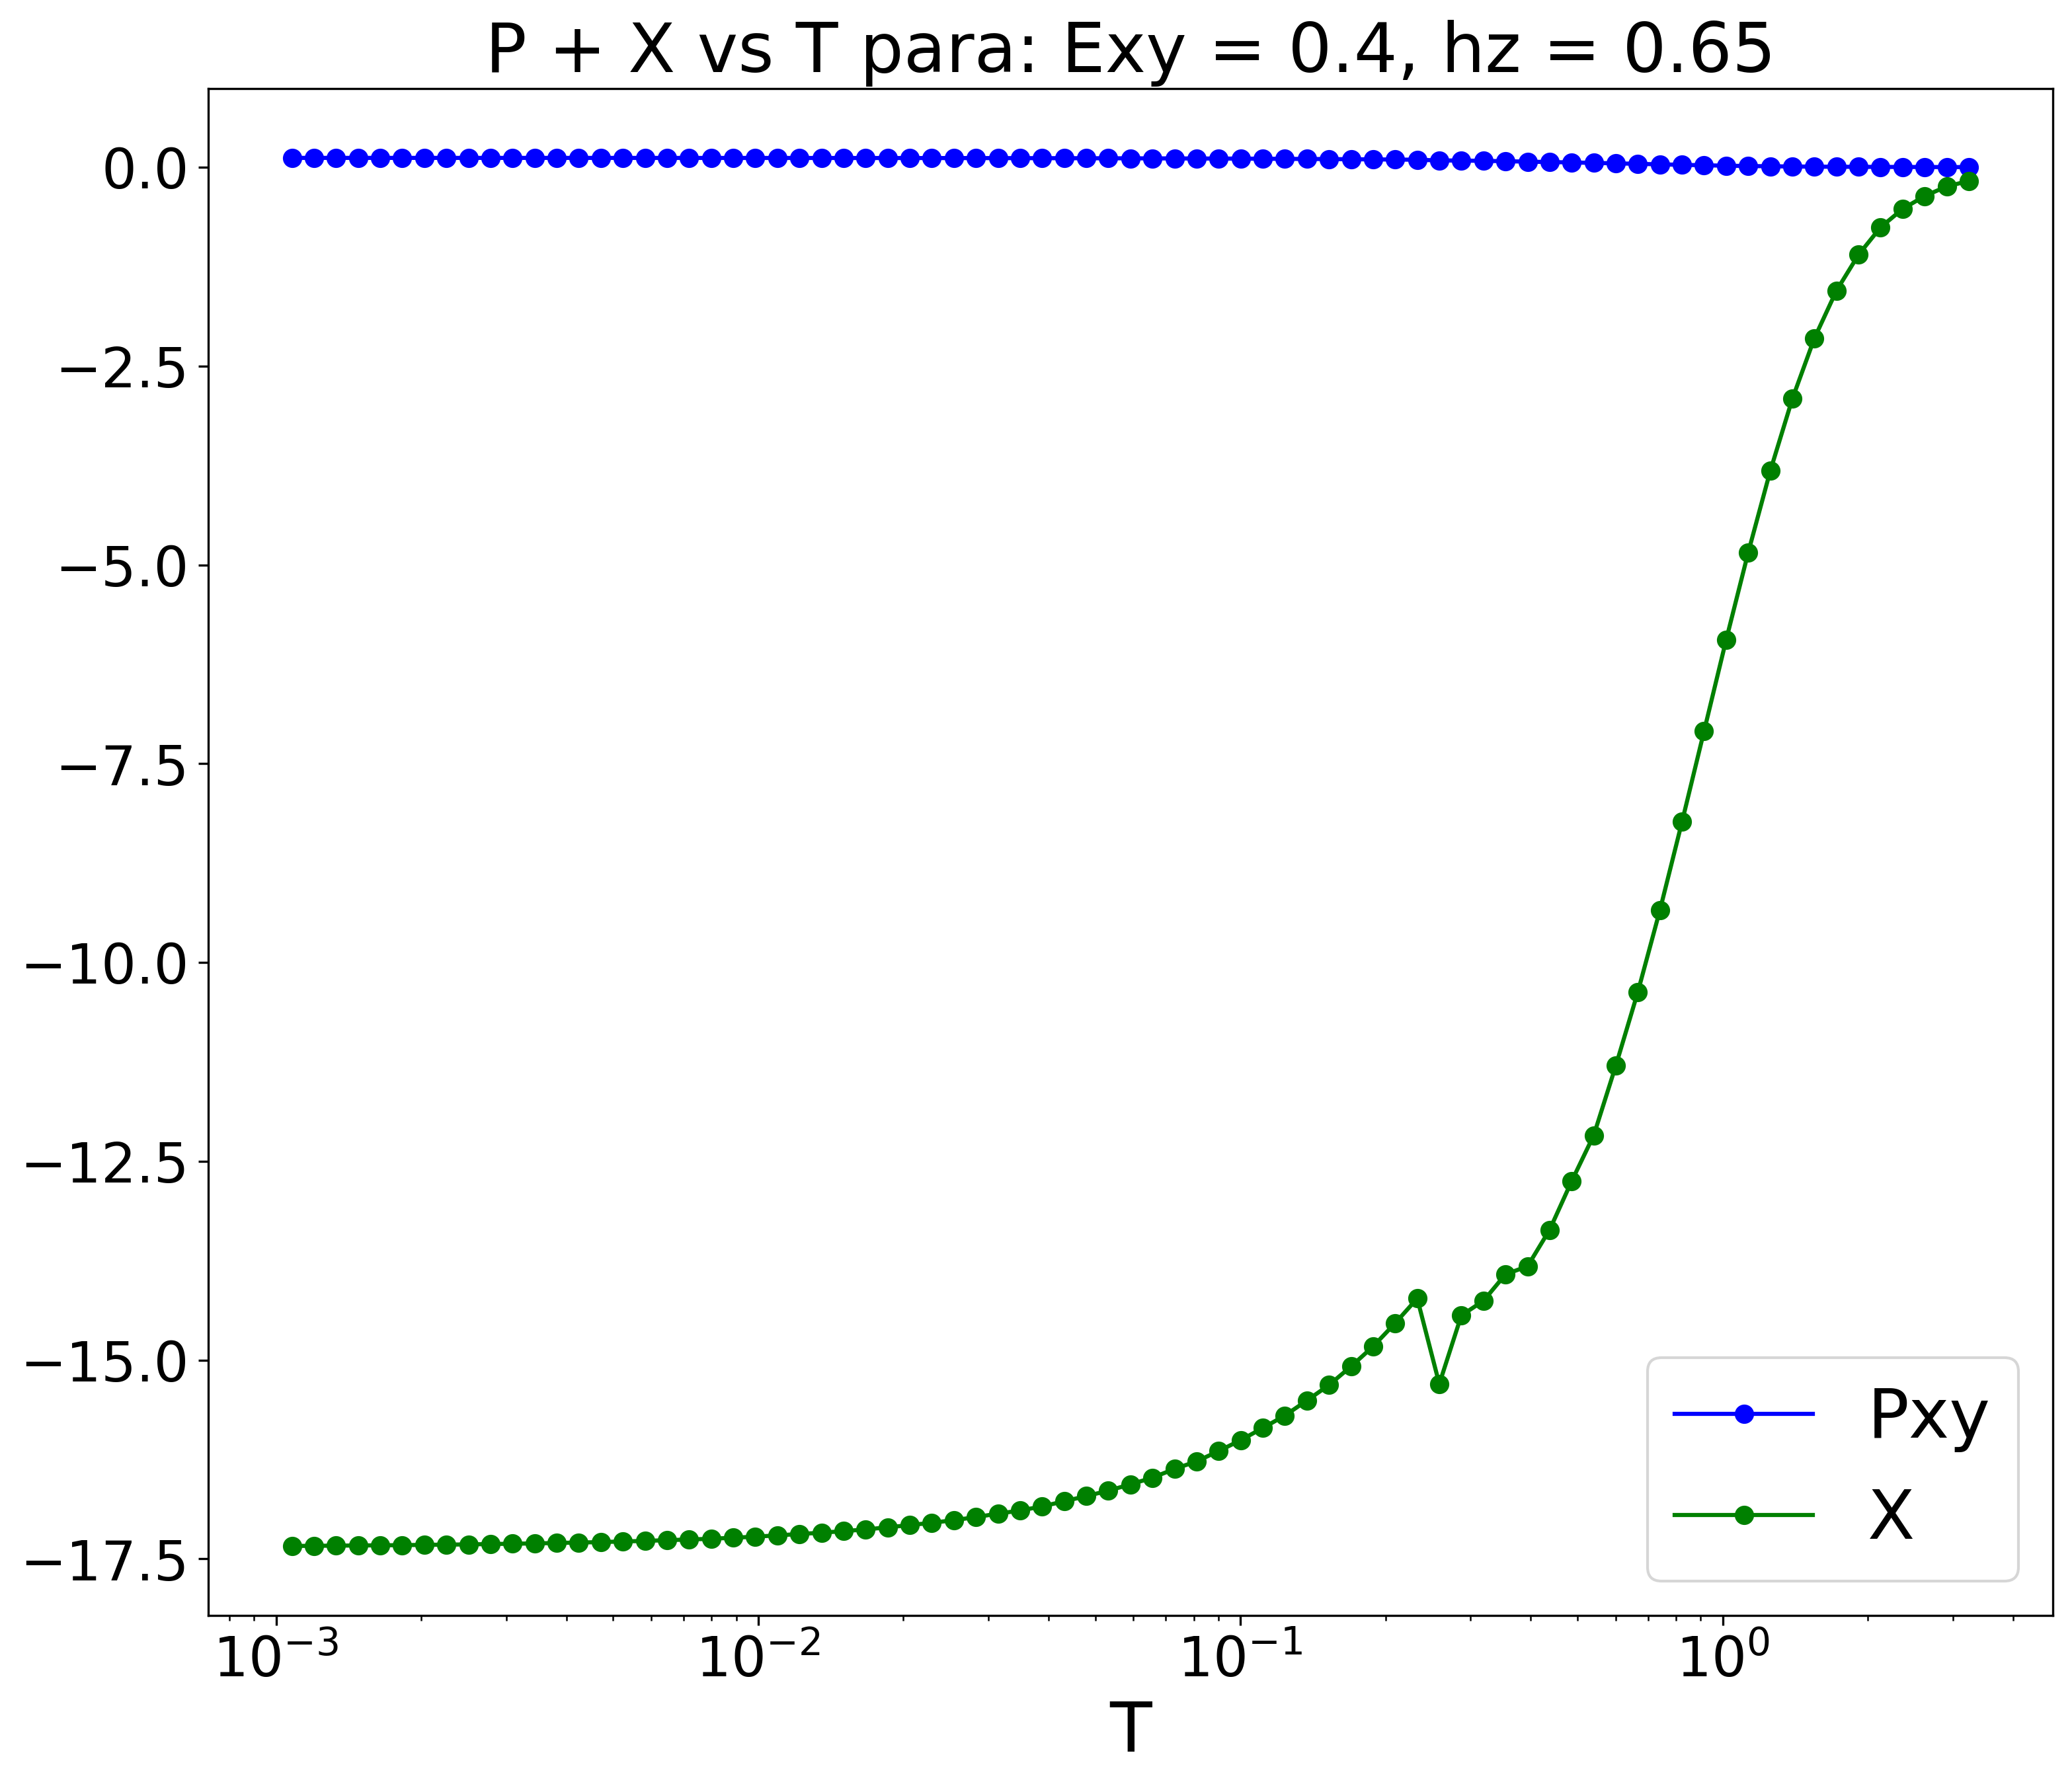 P + X vs T para: Exy = 0.4, hz = 0.65
0.0
−2.5
−5.0
−7.5
−10.0
−12.5
−15.0
−17.5
Pxy
X
10⁻³ 10⁻² 10⁻¹ 10⁰
T